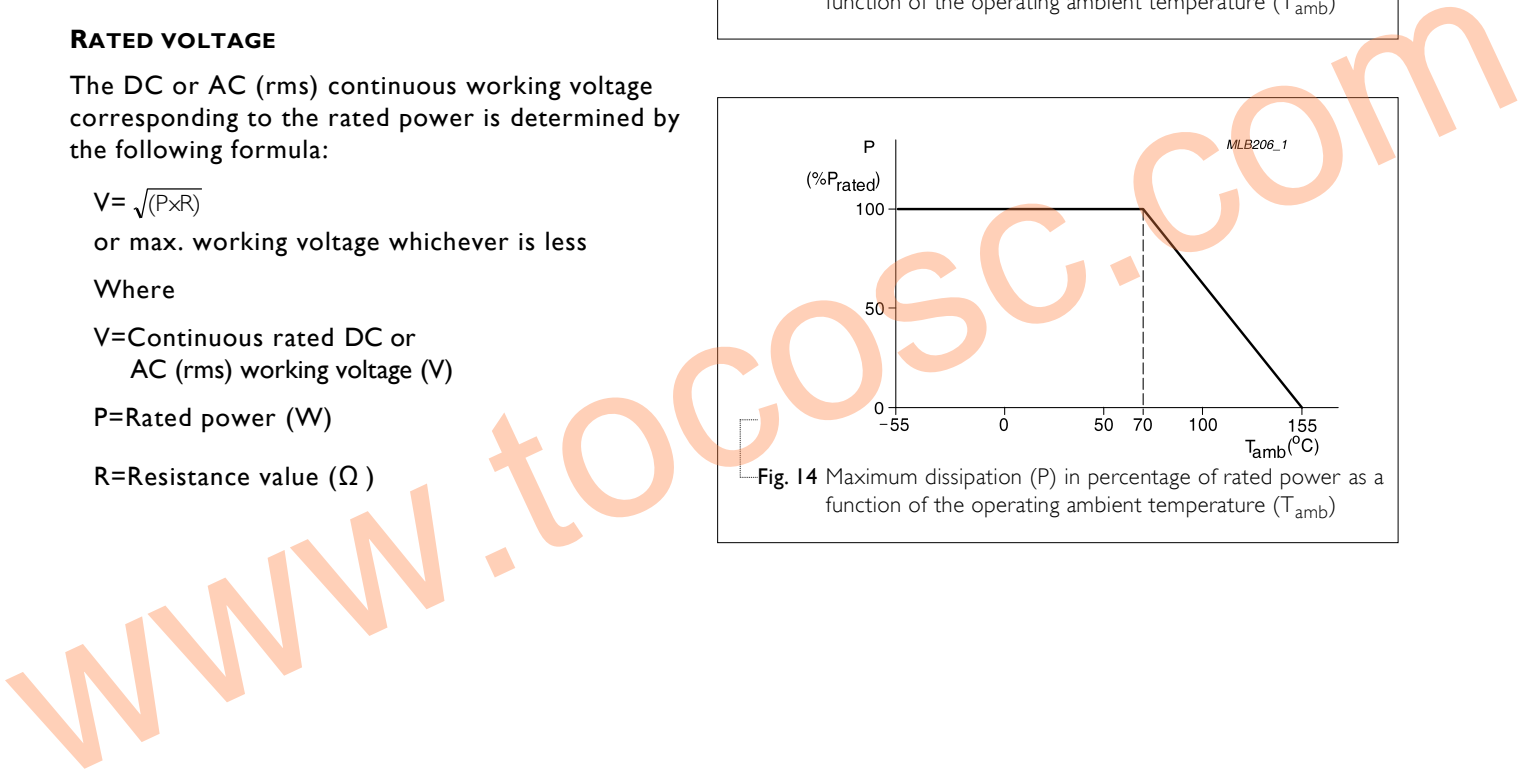 RATED VOLTAGE
The DC or AC (rms) continuous working voltage
corresponding to the rated power is determined by
the following formula:
V= √(PxR)
or max. working voltage whichever is less
Where
V=Continuous rated DC or
AC (rms) working voltage (V)
P=Rated power (W)
R=Resistance value (Ω )
function of the operating ambient temperature (Tamb)
P
(%Prated)
MLB206_1
100
50
0
−55 0 50 70 100 155
Tamb(°C)
Fig. 14 Maximum dissipation (P) in percentage of rated power as a
function of the operating ambient temperature (Tamb)
www.tocosc.com